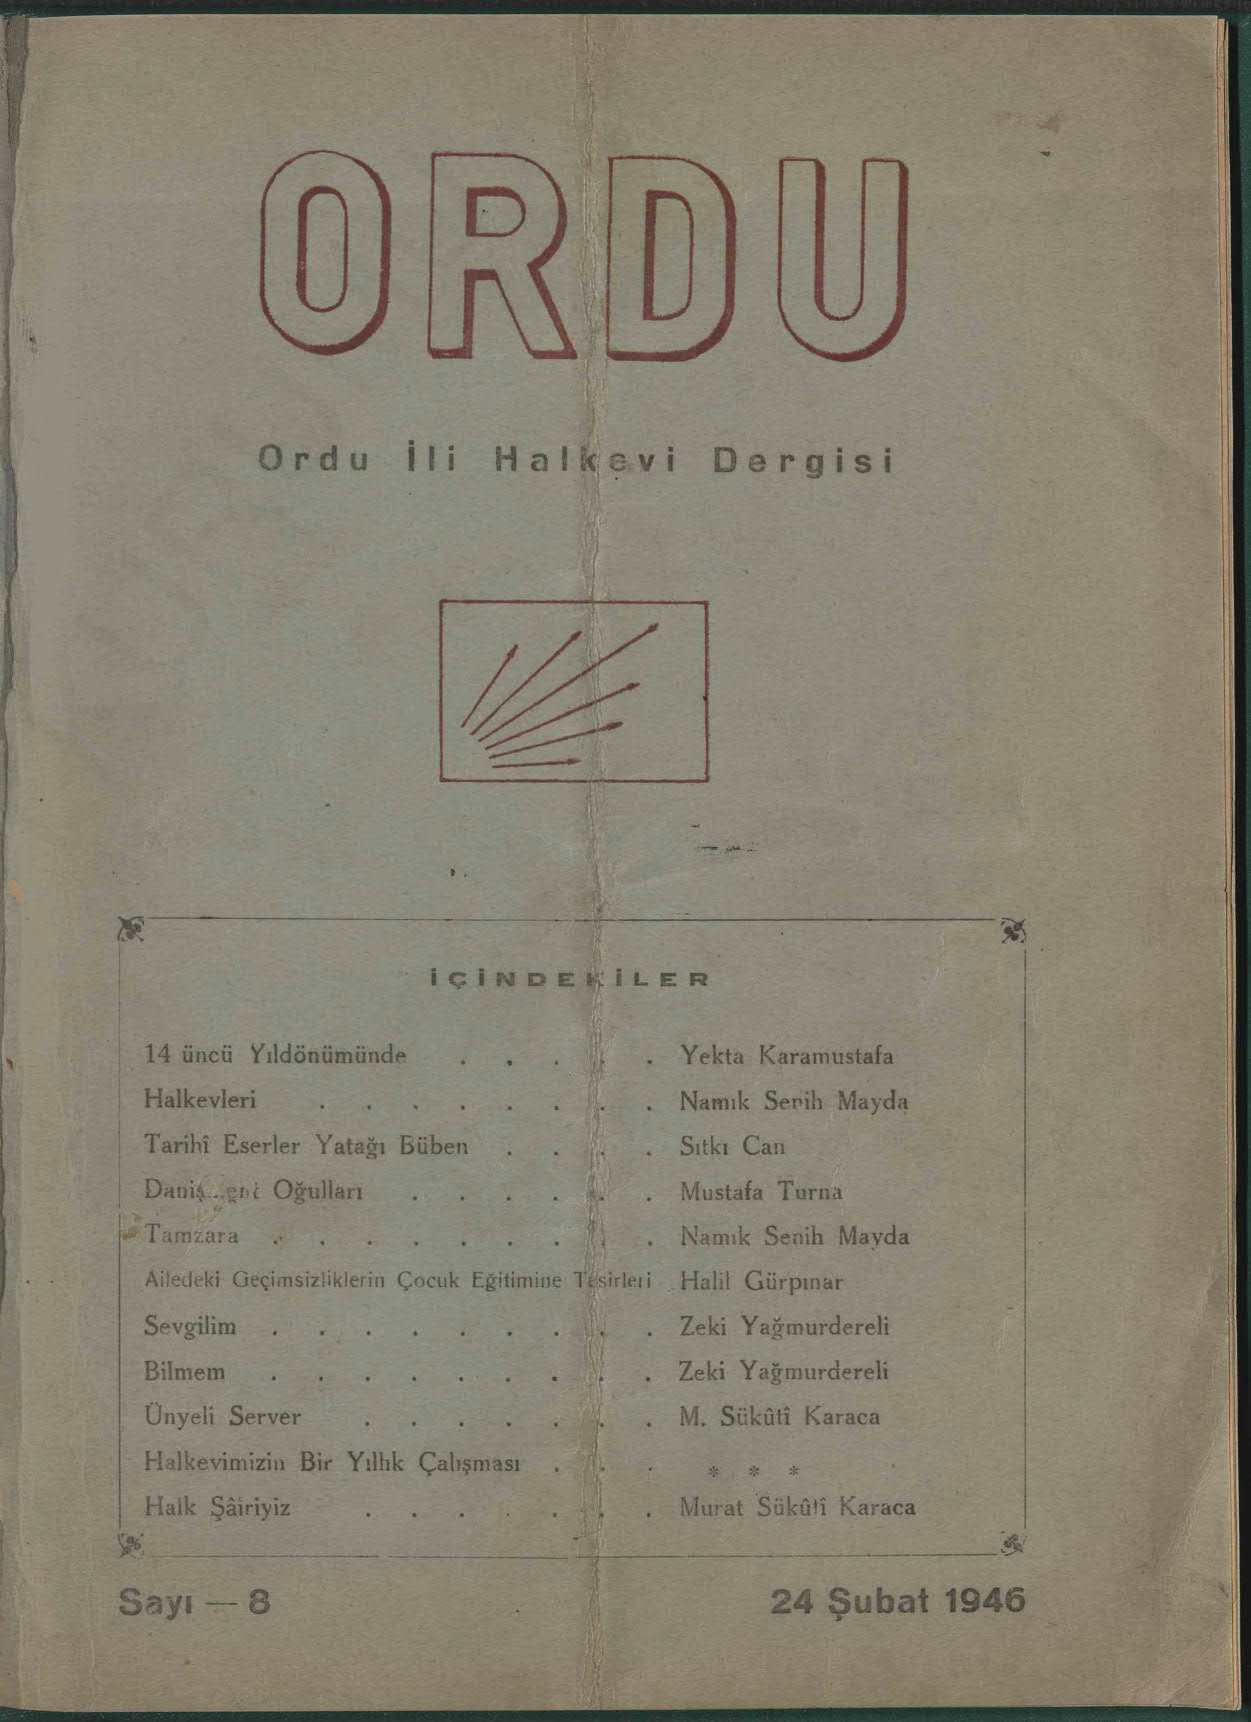 ORDU
Ordu İli Halkevi Dergisi
İÇİNDEKİLER
14 üncü Yıldönümünde . . . . . Yekta Karamustafa
Halkevleri . . . . . . . . Namık Senih Mayda
Tarihî Eserler Yatağı Büben . . . . Sıtkı Can
Oğulları . . . . . . Mustafa Turna
Tamzara . . . . . . . . . Namık Senih Mayda
Ailedeki Geçimsizliklerin Çocuk Eğitimine Tesirleri Halil Gürpınar
Sevgilim . . . . . . . . . Zeki Yağmurdereli
Bilmem . . . . . . . . . Zeki Yağmurdereli
Ünyeli Server . . . . . . . M. Sükûtî Karaca
Halkevimizin Bir Yıllık Çalışması . . . * * *
Halk Şâiriyiz . . . . . . . Murat Sükûtî Karaca
Sayı — 8 24 Şubat 1946